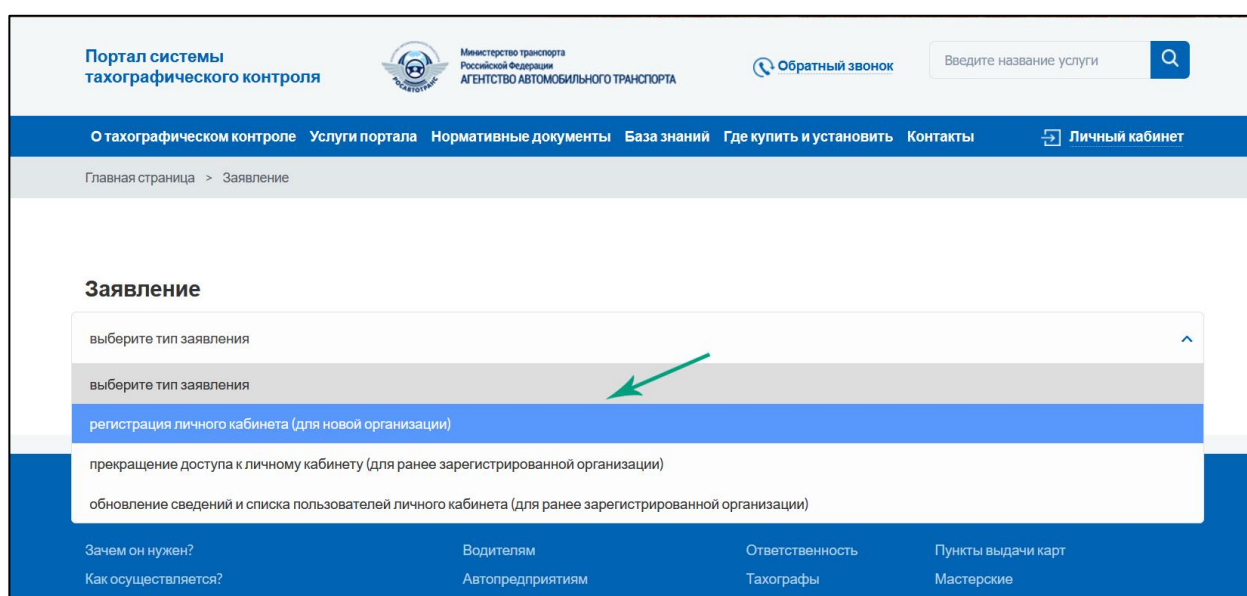 Портал системы
тахографического контроля
РОСАВТОТРАНС
Министерство транспорта
Российской Федерации
АГЕНТСТВО АВТОМОБИЛЬНОГО ТРАНСПОРТА
Обратный звонок
Введите название услуги
О тахографическом контроле Услуги портала Нормативные документы База знаний Где купить и установить Контакты Личный кабинет
Главная страница > Заявление
Заявление
выберите тип заявления
выберите тип заявления
регистрация личного кабинета (для новой организации)
прекращение доступа к личному кабинету (для ранее зарегистрированной организации)
обновление сведений и списка пользователей личного кабинета (для ранее зарегистрированной организации)
Зачем он нужен? Водителям Ответственность Пункты выдачи карт
Как осуществляется? Автопредприятиям Тахографы Мастерские